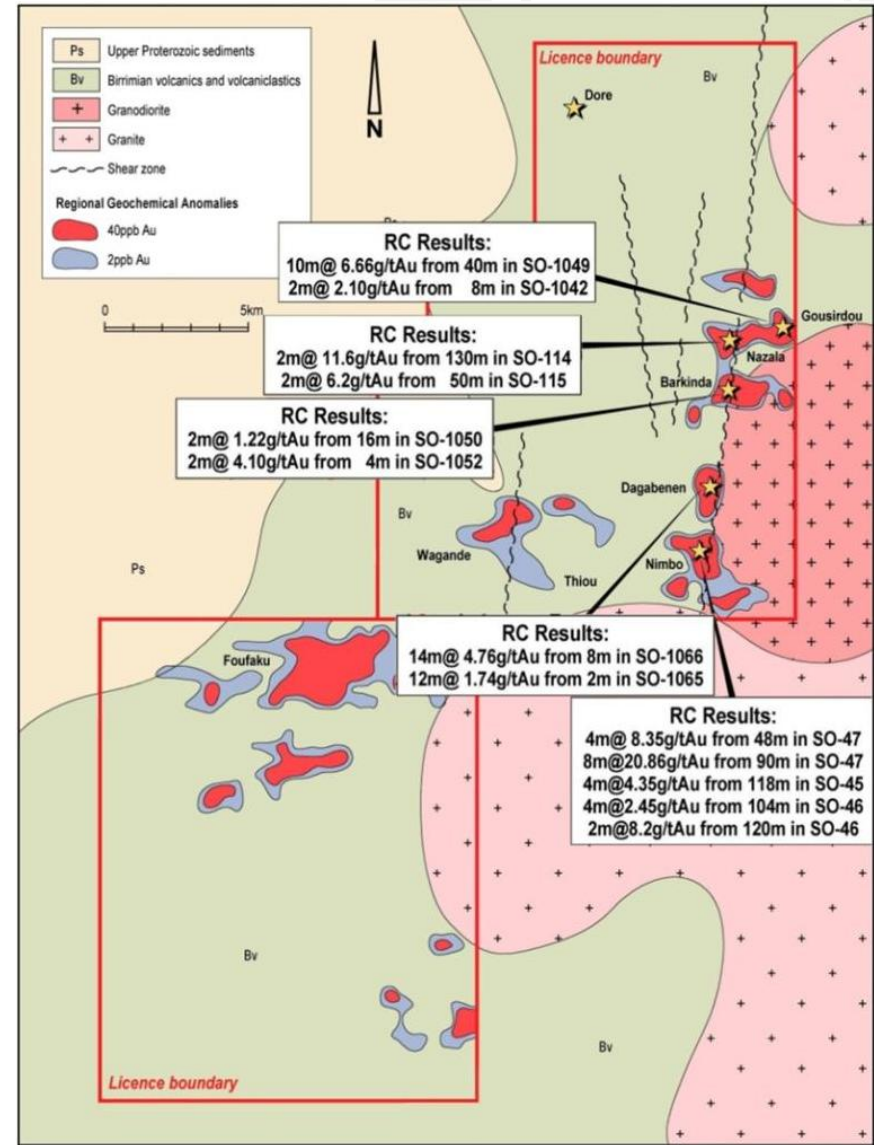 Ps Upper Proterozoic sediments
Bv Birrimian volcanics and volcaniclastics
Granodiorite
Granite
Shear zone
Regional Geochemical Anomalies
40ppb Au
2ppb Au
N
0 5km
Licence boundary
Bv
Dore
RC Results:
10m@ 6.66g/tAu from 40m in SO-1049
2m@ 2.10g/tAu from 8m in SO-1042
Gousirdou
RC Results:
2m@ 11.6g/tAu from 130m in SO-114
2m@ 6.2g/tAu from 50m in SO-115
Nazala
Barkinda
RC Results:
2m@ 1.22g/tAu from 16m in SO-1050
2m@ 4.10g/tAu from 4m in SO-1052
Dagabenen
Bv
Wagande
Nimbo
Thiou
Ps
RC Results:
14m@ 4.76g/tAu from 8m in SO-1066
12m@ 1.74g/tAu from 2m in SO-1065
Foufaku
RC Results:
4m@ 8.35g/tAu from 48m in SO-47
8m@20.86g/tAu from 90m in SO-47
4m@4.35g/tAu from 118m in SO-45
4m@2.45g/tAu from 104m in SO-46
2m@8.2g/tAu from 120m in SO-46
Bv
Bv
Licence boundary